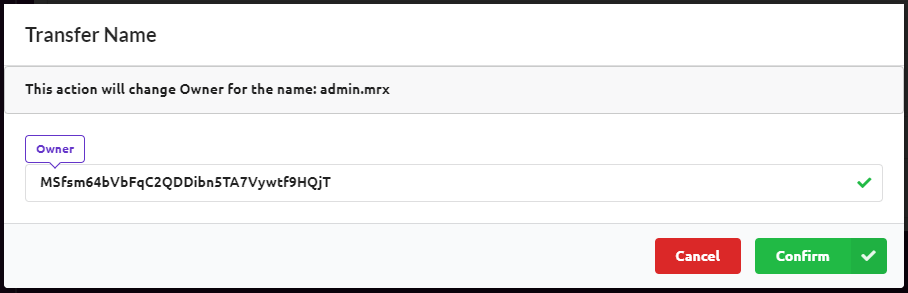 Transfer Name
This action will change Owner for the name: admin.mrx
Owner
MSfsm64bVbFqC2QDDibn5TA7Vywtf9HQjT
Cancel
Confirm